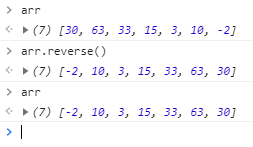 > arr
<· ▶ (7) [30, 63, 33, 15, 3, 10, -2]
> arr.reverse()
<· ▶ (7) [-2, 10, 3, 15, 33, 63, 30]
> arr
<· ▶ (7) [-2, 10, 3, 15, 33, 63, 30]
>